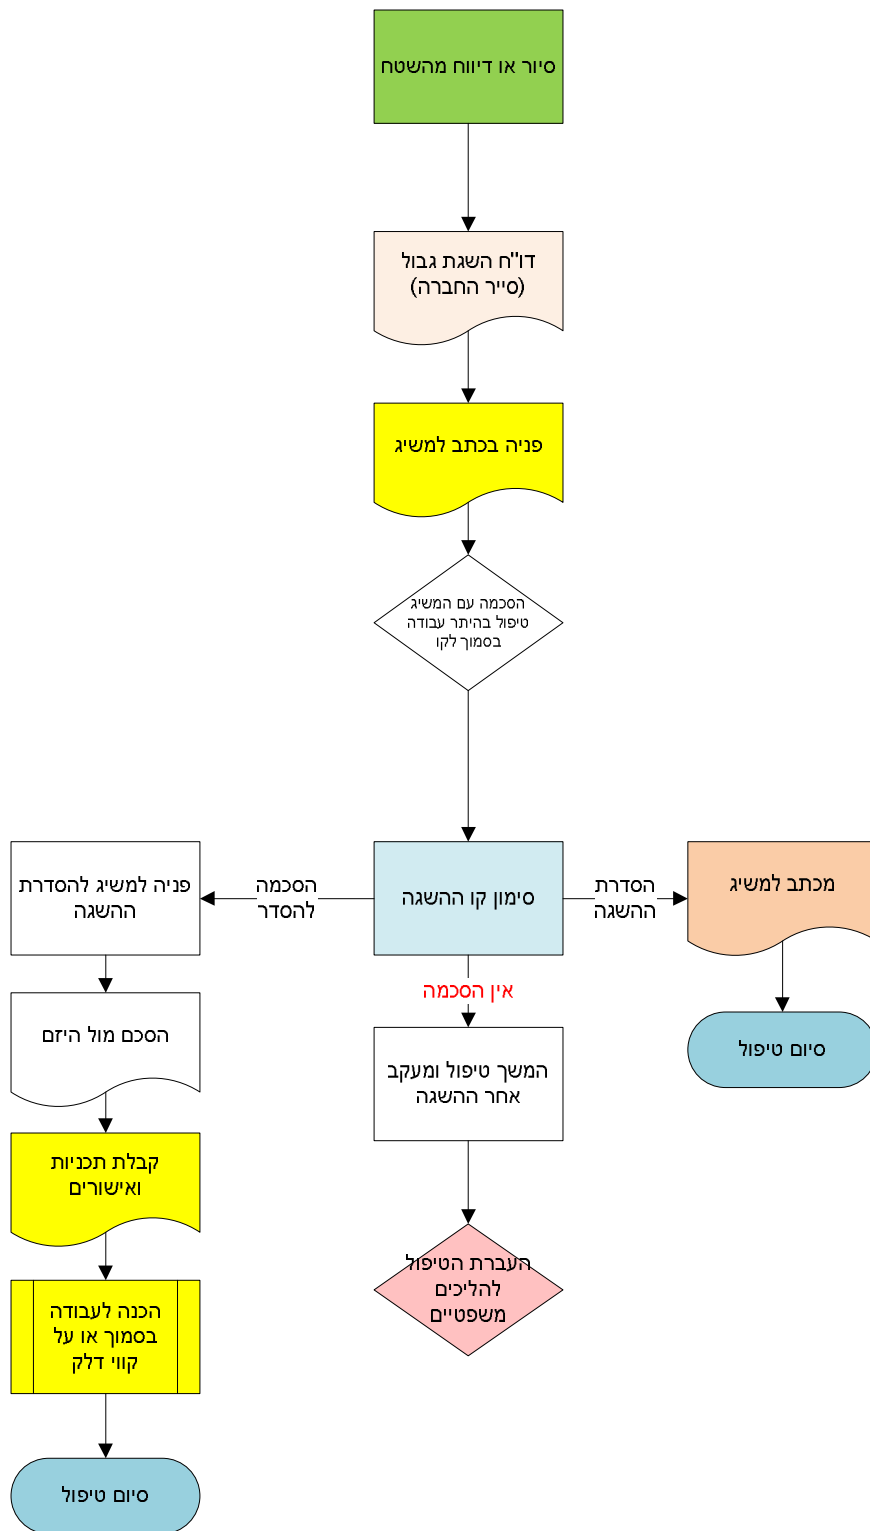 סיור או דיווח מהשטח
דו"ח השגת גבול
(סייר החברה)
פניה בכתב למשיג
הסכמה עם המשיג
טיפול בהיתר עבודה
בסמוך לקו
סימון קו ההשגה
הסדרת
ההשגה
מכתב למשיג
סיום טיפול
אין הסכמה
המשך טיפול ומעקב
אחר ההשגה
העברת הטיפול
להליכים
משפטיים
הסכמה
להסדר
פניה למשיג להסדרת
ההשגה
הסכם מול היזם
קבלת תכניות
ואישורים
הכנה לעבודה
בסמוך או על
קווי דלק
סיום טיפול